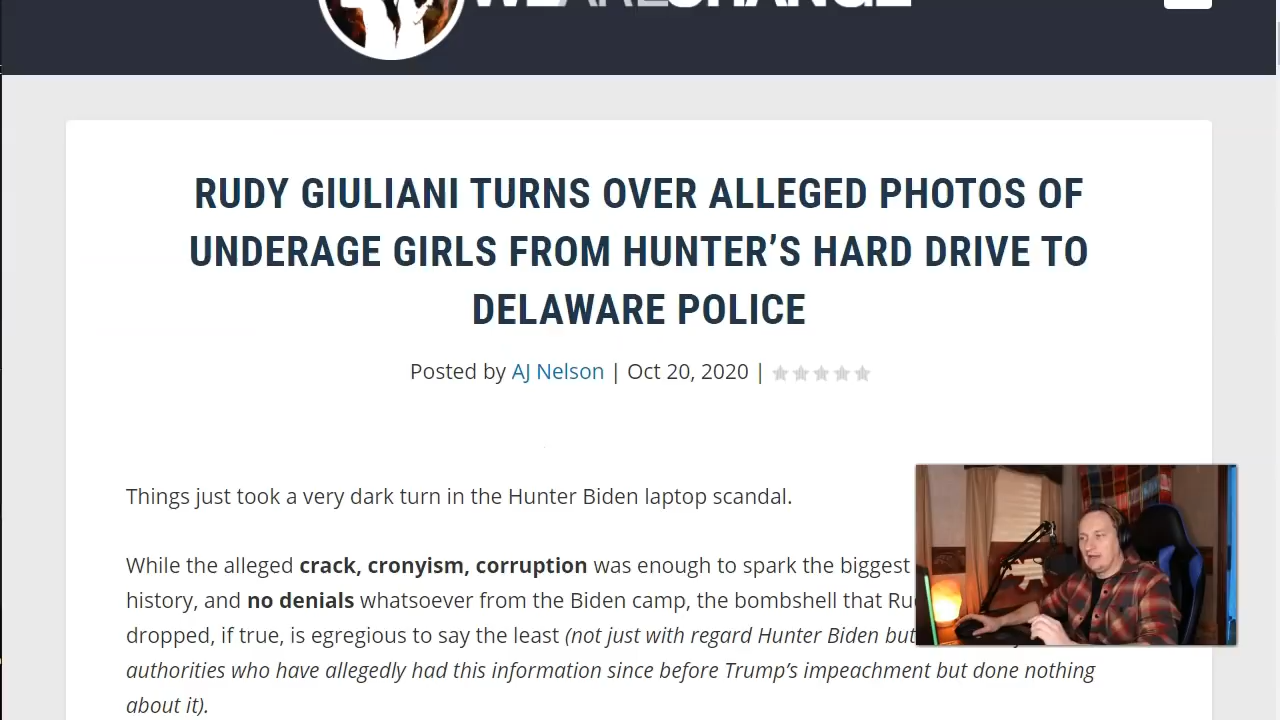 WEARECHANGE
RUDY GIULIANI TURNS OVER ALLEGED PHOTOS OF
UNDERAGE GIRLS FROM HUNTER’S HARD DRIVE TO
DELAWARE POLICE
Posted by AJ Nelson | Oct 20, 2020 |
Things just took a very dark turn in the Hunter Biden laptop scandal.
While the alleged crack, cronyism, corruption was enough to spark the biggest
history, and no denials whatsoever from the Biden camp, the bombshell that
dropped, if true, is egregious to say the least (not just with regard Hunter Biden but
authorities who have allegedly had this information since before Trump’s impeachment but done nothing
about it).